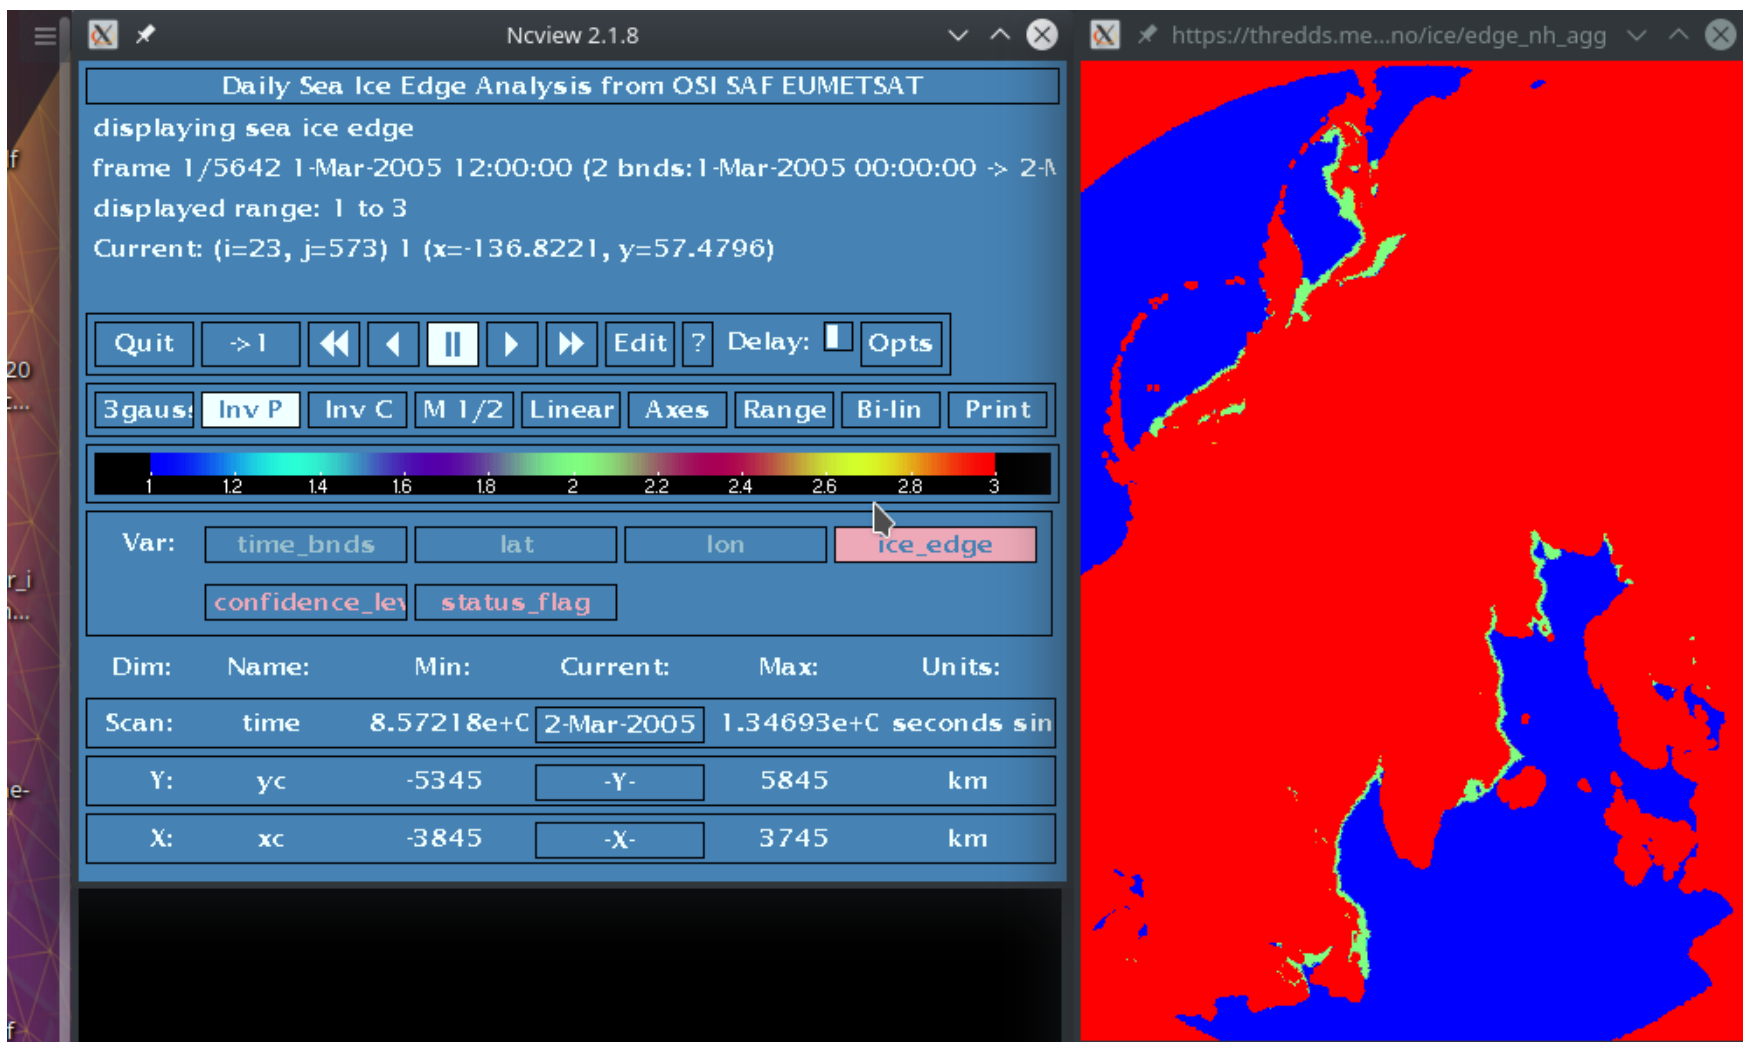 Ncview 2.1.8
https://thredds.me...no/ice/edge_nh_agg
Daily Sea Ice Edge Analysis from OSI SAF EUMETSAT
displaying sea ice edge
frame 1/5642 1-Mar-2005 12:00:00 (2 bnds:1-Mar-2005 00:00:00 -> 2-M
displayed range: 1 to 3
Current: (i=23, j=573) 1 (x=-136.8221, y=57.4796)
Quit ->1 Edit ? Delay: Opts
3gauss Inv P Inv C M 1/2 Linear Axes Range Bi-lin Print
1 1.2 1.4 1.6 1.8 2 2.2 2.4 2.6 2.8 3
Var: time_bnds lat lon ice_edge
confidence_lev status_flag
Dim: Name: Min: Current: Max: Units:
Scan: time 8.57218e+0 2-Mar-2005 1.34693e+0 seconds sin
Y: yc -5345 -Y- 5845 km
X: xc -3845 -X- 3745 km
f
20
...
r_i
...
e-
f